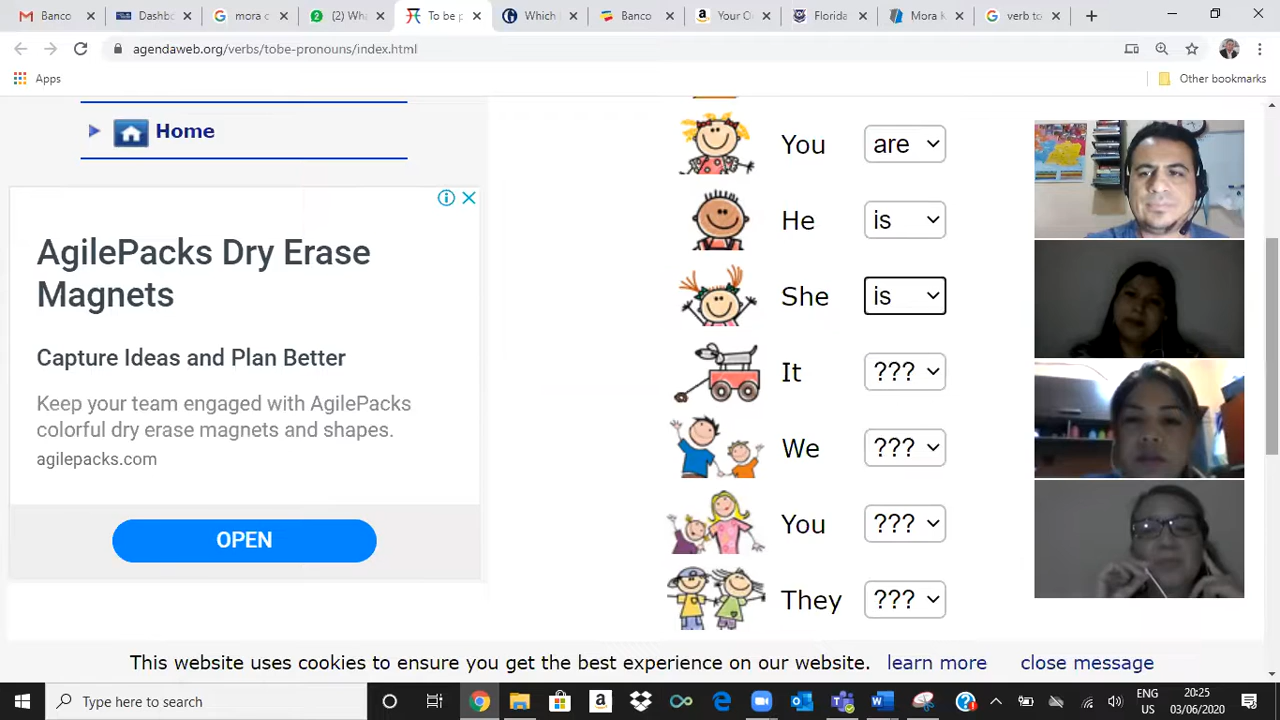 Banco
Dashb
mora c
(2) Wha
To be p
Which
Banco
Your O
Florida
Mora K
verb to
agendaweb.org/verbs/tobe-pronouns/index.html
Apps
Other bookmarks
Home
AgilePacks Dry Erase
Magnets
Capture Ideas and Plan Better
Keep your team engaged with AgilePacks
colorful dry erase magnets and shapes.
agilepacks.com
OPEN
You are
He is
She is
It ???
We ???
You ???
They ???
This website uses cookies to ensure you get the best experience on our website. learn more close message
Type here to search
ENG
US
20:25
03/06/2020